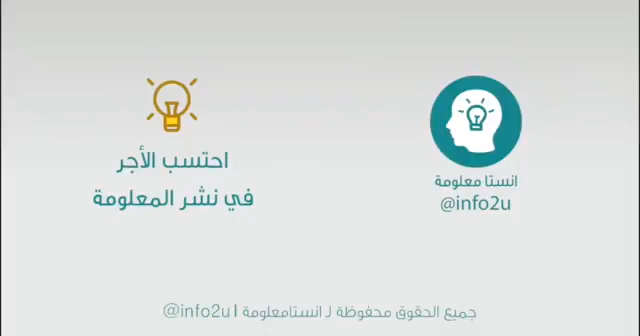 انستا معلومة
@info2u
احتسب الأجر
في نشر المعلومة
جميع الحقوق محفوظة لـ انستامعلومة | @info2u